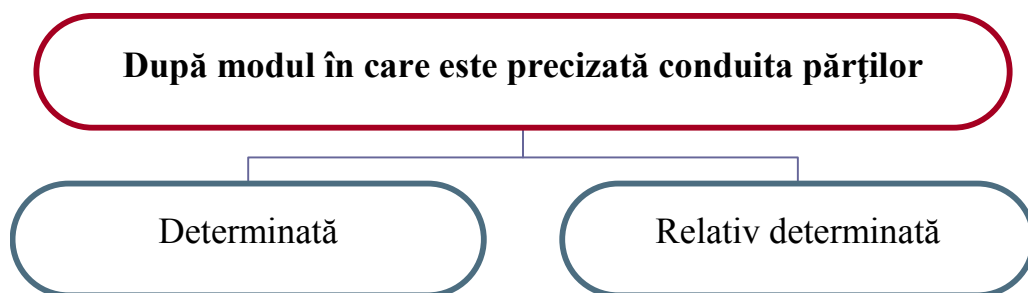 După modul în care este precizată conduita părţilor
Determinată
Relativ determinată